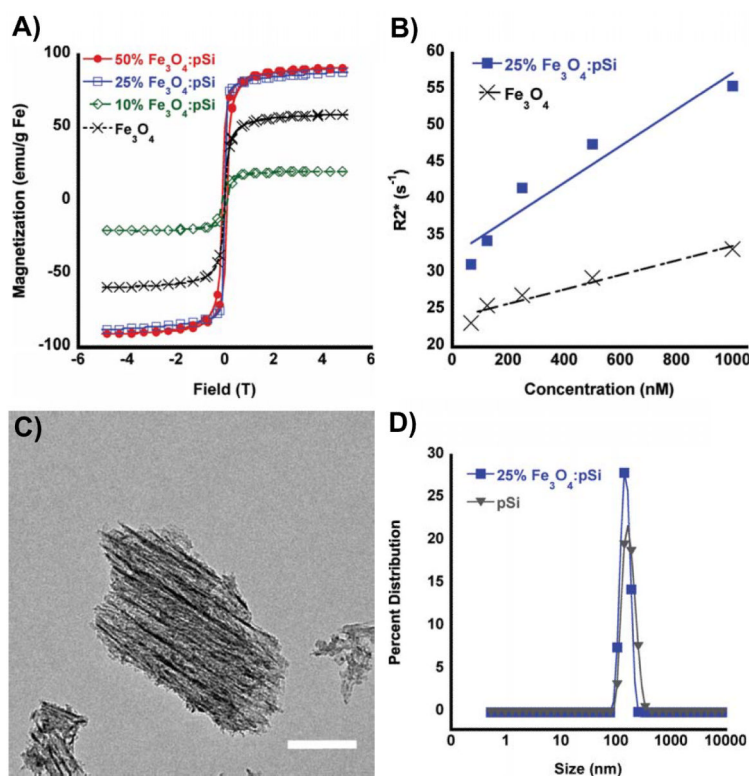 A)
50% Fe₃O₄:pSi
25% Fe₃O₄:pSi
10% Fe₃O₄:pSi
Fe₃O₄
Magnetization (emu/g Fe)
100
50
0
-50
-100
-6 -4 -2 0 2 4 6
Field (T)
B)
25% Fe₃O₄:pSi
Fe₃O₄
R2* (s⁻¹)
60
55
50
45
40
35
30
25
20
0 200 400 600 800 1000
Concentration (nM)
C)
D)
25% Fe₃O₄:pSi
pSi
Percent Distribution
30
25
20
15
10
5
0
0 1 10 100 1000 10000
Size (nm)